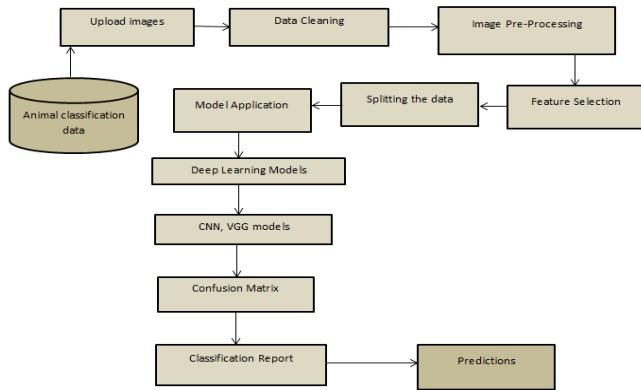 Upload images
Data Cleaning
Image Pre-Processing
Animal classification
data
Model Application
Splitting the data
Feature Selection
Deep Learning Models
CNN, VGG models
Confusion Matrix
Classification Report
Predictions